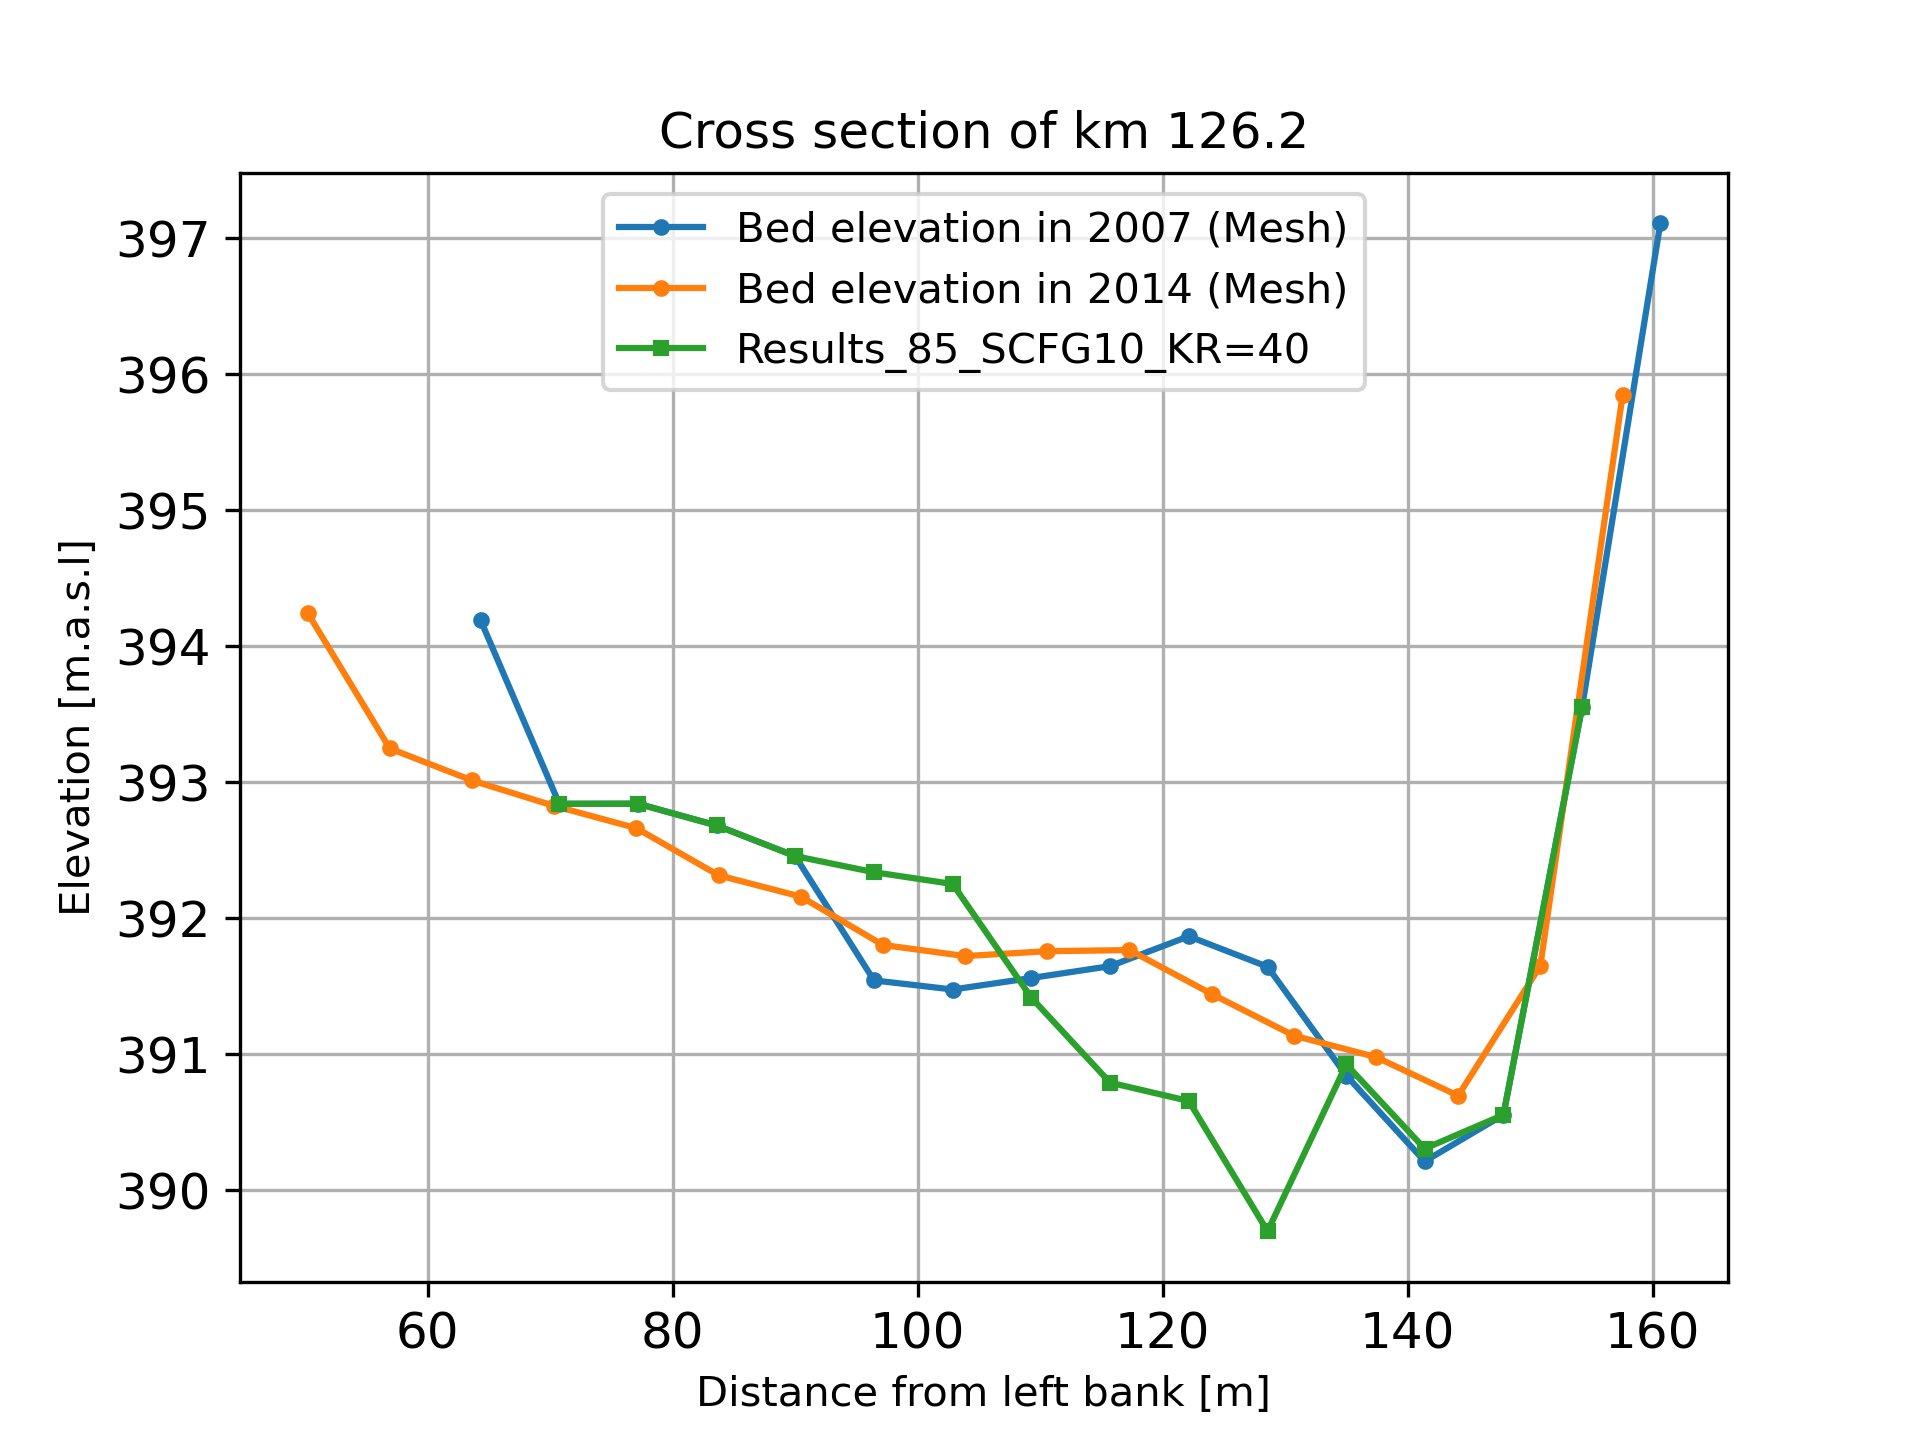 Cross section of km 126.2
Bed elevation in 2007 (Mesh)
Bed elevation in 2014 (Mesh)
Results_85_SCFG10_KR=40
397
396
395
394
393
392
391
390
Elevation [m.a.s.l]
60 80 100 120 140 160
Distance from left bank [m]